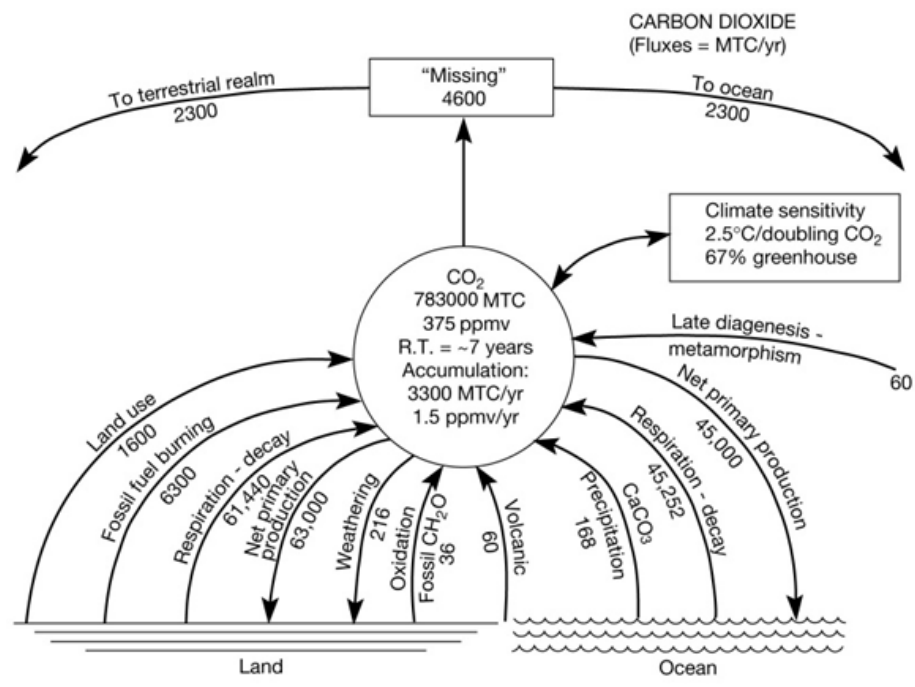 CARBON DIOXIDE
(Fluxes = MTC/yr)
“Missing”
4600
To terrestrial realm
2300
To ocean
2300
Climate sensitivity
2.5°C/doubling CO₂
67% greenhouse
CO₂
783000 MTC
375 ppmv
R.T. = ~7 years
Accumulation:
3300 MTC/yr
1.5 ppmv/yr
Late diagenesis -
metamorphism
60
Land use
1600
Fossil fuel burning
6300
Respiration - decay
61,440
Net primary
production
63,000
Weathering
216
Oxidation
Fossil CH₂O
36
Volcanic
60
Precipitation
168
CaCO₃
Respiration - decay
45,252
Net primary production
45,000
Land
Ocean